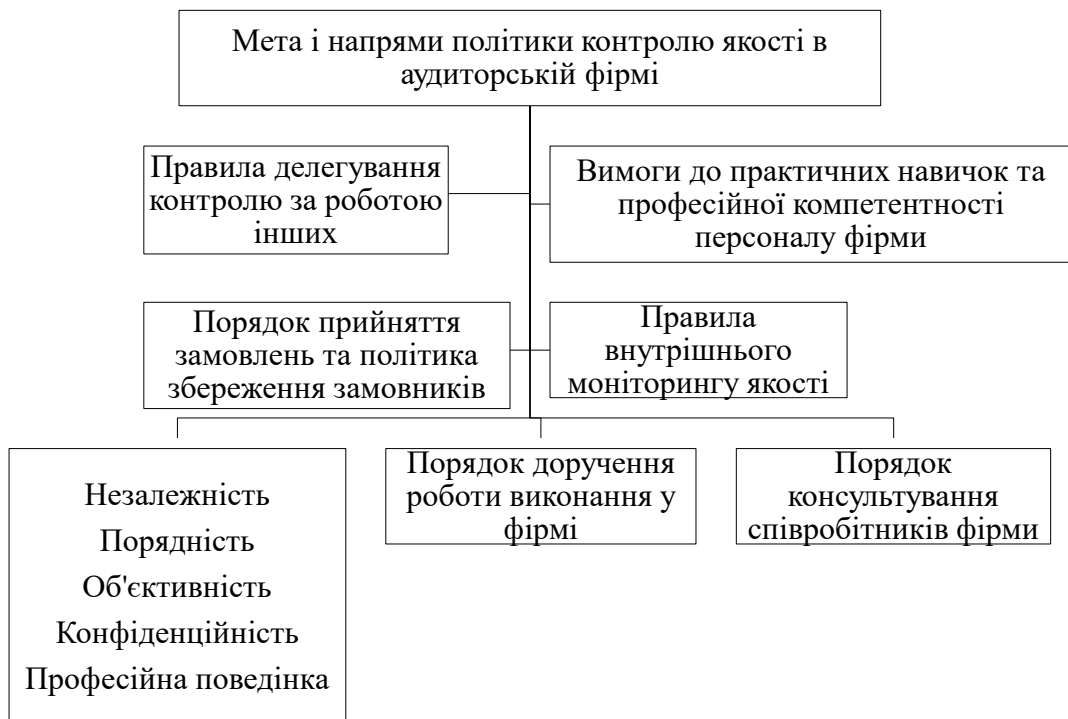 Мета і напрями політики контролю якості в
аудиторській фірмі
Правила делегування
контролю за роботою
інших
Вимоги до практичних навичок та
професійної компетентності
персоналу фірми
Порядок прийняття
замовлень та політика
збереження замовників
Правила
внутрішнього
моніторингу якості
Незалежність
Порядність
Об'єктивність
Конфіденційність
Професійна поведінка
Порядок доручення
роботи виконання у
фірмі
Порядок
консультування
співробітників фірми